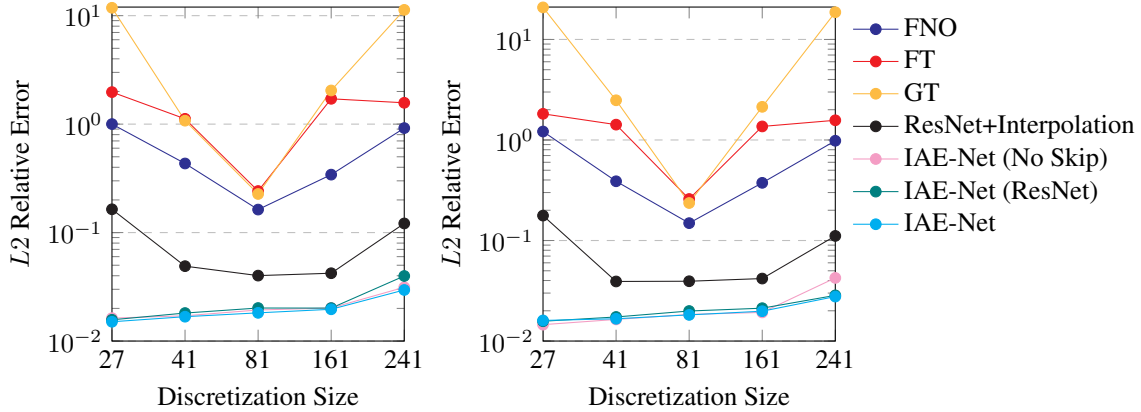 10^1
10^0
10^{-1}
10^{-2}
27 41 81 161 241
Discretization Size
L2 Relative Error
10^1
10^0
10^{-1}
10^{-2}
27 41 81 161 241
Discretization Size
L2 Relative Error
FNO
FT
GT
ResNet+Interpolation
IAE-Net (No Skip)
IAE-Net (ResNet)
IAE-Net